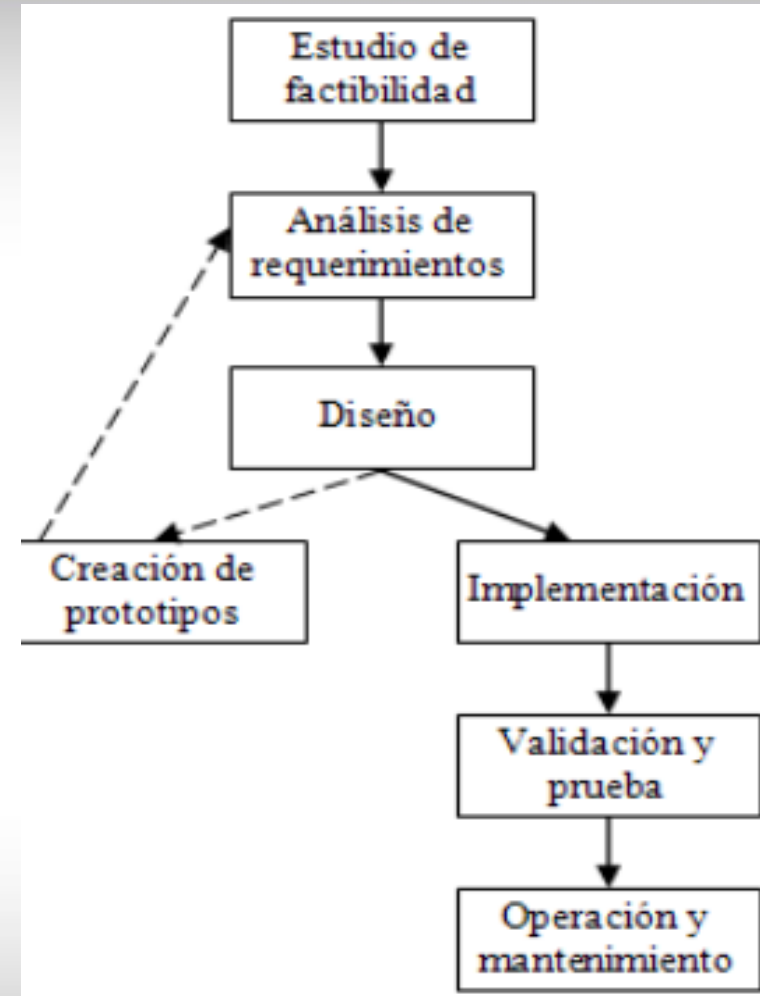 Estudio de
factibilidad
Análisis de
requerimientos
Diseño
Creación de
prototipos
Implementación
Validación y
prueba
Operación y
mantenimiento